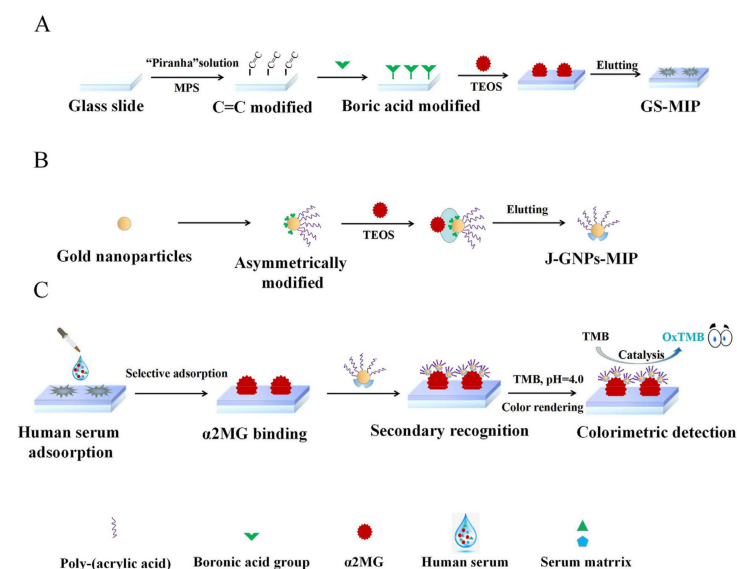 A
"Piranha"solution
MPS
TEOS
Elutting
Glass slide
C=C modified
Boric acid modified
GS-MIP
B
TEOS
Elutting
Gold nanoparticles
Asymmetrically
modified
J-GNPs-MIP
C
TMB
OxTMB
Catalysis
Selective adsorption
TMB, pH=4.0
Color rendering
Human serum
adsoorption
α2MG binding
Secondary recognition
Colorimetric detection
Poly-(acrylic acid)
Boronic acid group
α2MG
Human serum
Serum matrrix